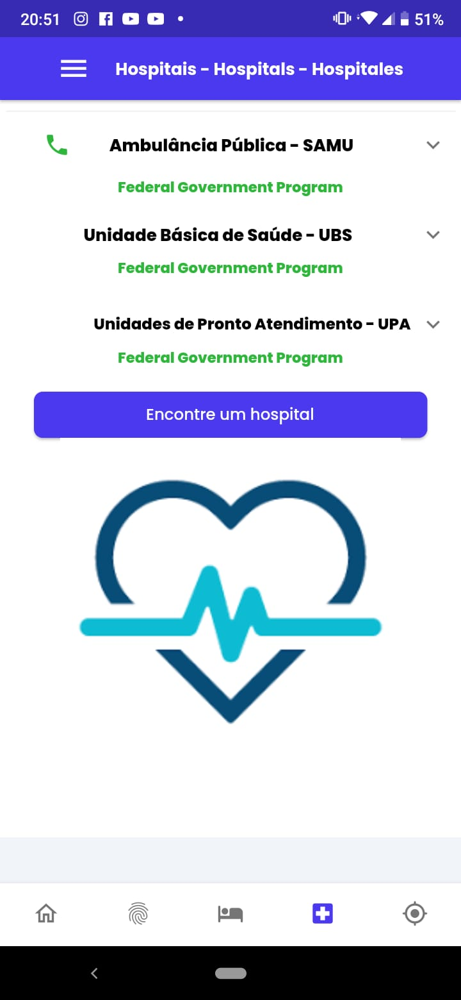 20:51
51%
Hospitais - Hospitals - Hospitales
Ambulância Pública - SAMU
Federal Government Program
Unidade Básica de Saúde - UBS
Federal Government Program
Unidades de Pronto Atendimento - UPA
Federal Government Program
Encontre um hospital